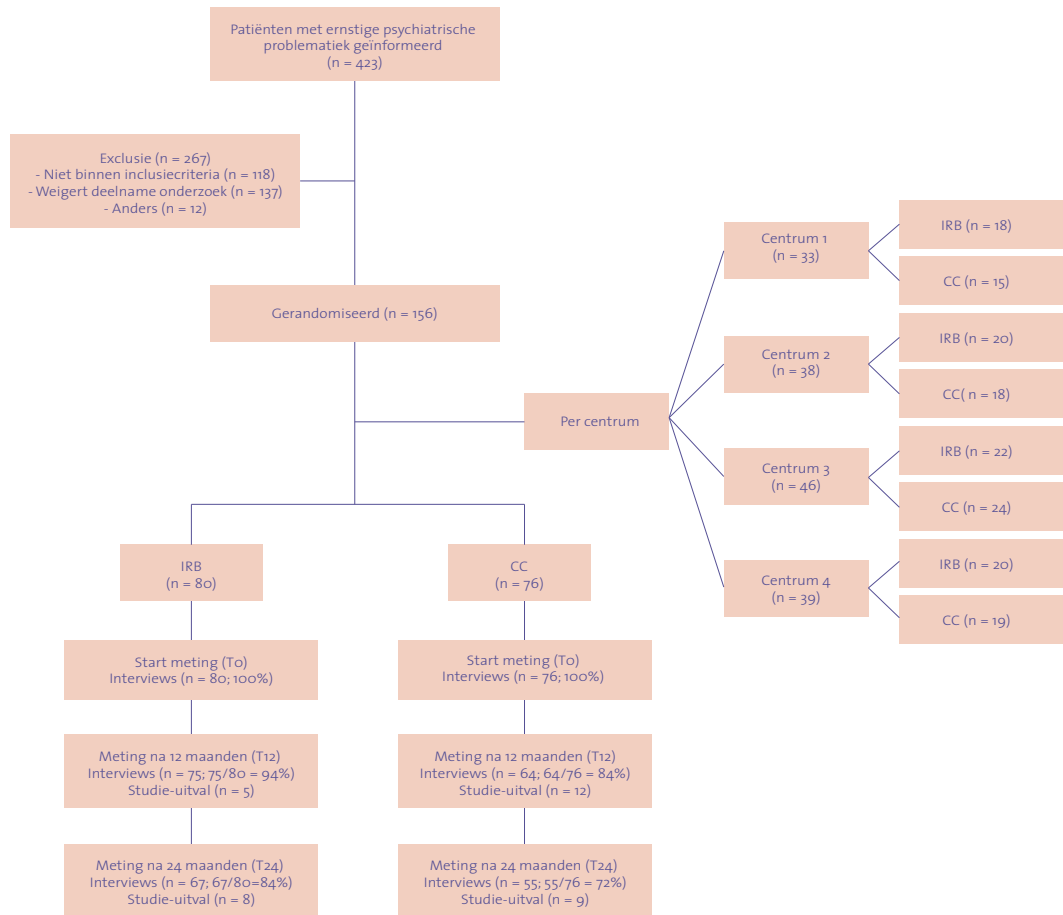 Patiënten met ernstige psychiatrische
problematiek geïnformeerd
(n = 423)
Exclusie (n = 267)
- Niet binnen inclusiecriteria (n = 118)
- Weigert deelname onderzoek (n = 137)
- Anders (n = 12)
Gerandomiseerd (n = 156)
Per centrum
Centrum 1
(n = 33)
IRB (n = 18)
CC (n = 15)
Centrum 2
(n = 38)
IRB (n = 20)
CC( n = 18)
Centrum 3
(n = 46)
IRB (n = 22)
CC (n = 24)
Centrum 4
(n = 39)
IRB (n = 20)
CC (n = 19)
IRB
(n = 80)
Start meting (T0)
Interviews (n = 80; 100%)
Meting na 12 maanden (T12)
Interviews (n = 75; 75/80 = 94%)
Studie-uitval (n = 5)
Meting na 24 maanden (T24)
Interviews (n = 67; 67/80=84%)
Studie-uitval (n = 8)
CC
(n = 76)
Start meting (T0)
Interviews (n = 76; 100%)
Meting na 12 maanden (T12)
Interviews (n = 64; 64/76 = 84%)
Studie-uitval (n = 12)
Meting na 24 maanden (T24)
Interviews (n = 55; 55/76 = 72%)
Studie-uitval (n = 9)